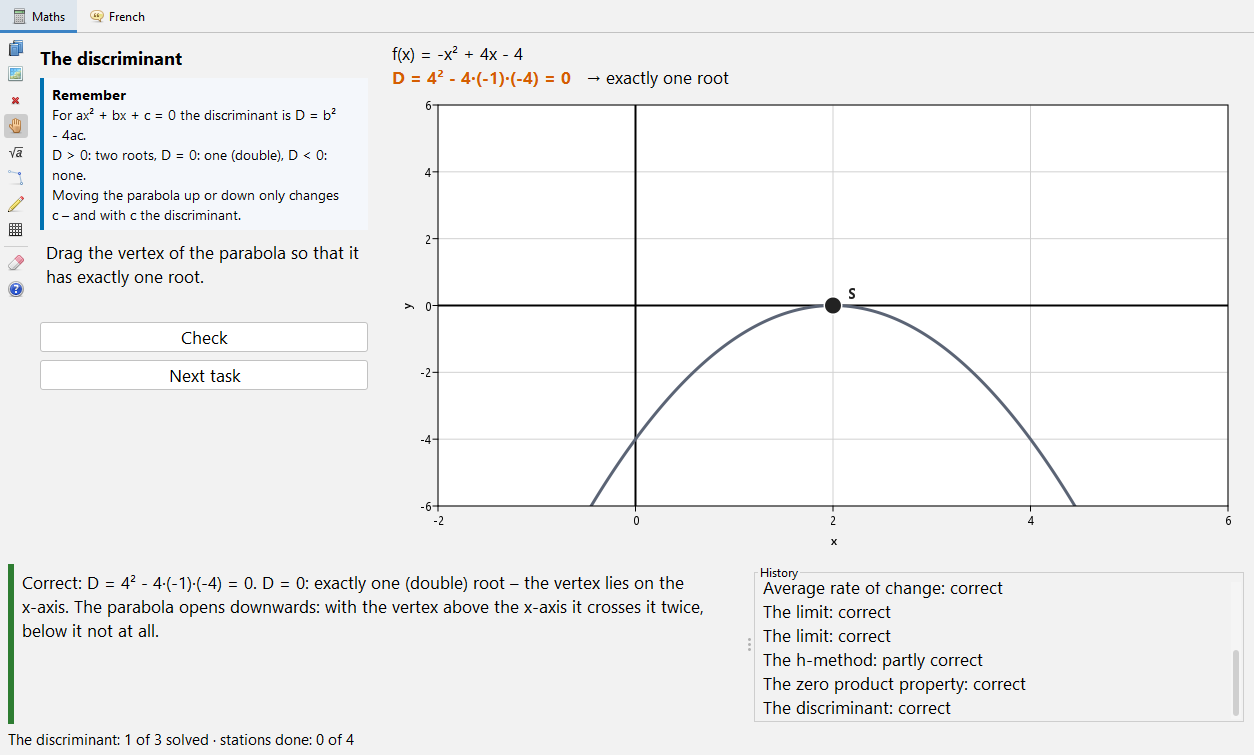 Maths
French
The discriminant
Remember
For ax² + bx + c = 0 the discriminant is D = b²
- 4ac.
D > 0: two roots, D = 0: one (double), D < 0:
none.
Moving the parabola up or down only changes
c – and with c the discriminant.
Drag the vertex of the parabola so that it
has exactly one root.
Check
Next task
√a
f(x) = -x² + 4x - 4
D = 4² - 4·(-1)·(-4) = 0 → exactly one root
6
4
2
0
-2
-4
-6
y
S
-2
0
2
4
6
x
Correct: D = 4² - 4·(-1)·(-4) = 0. D = 0: exactly one (double) root – the vertex lies on the
x-axis. The parabola opens downwards: with the vertex above the x-axis it crosses it twice,
below it not at all.
History
Average rate of change: correct
The limit: correct
The limit: correct
The h-method: partly correct
The zero product property: correct
The discriminant: correct
The discriminant: 1 of 3 solved · stations done: 0 of 4